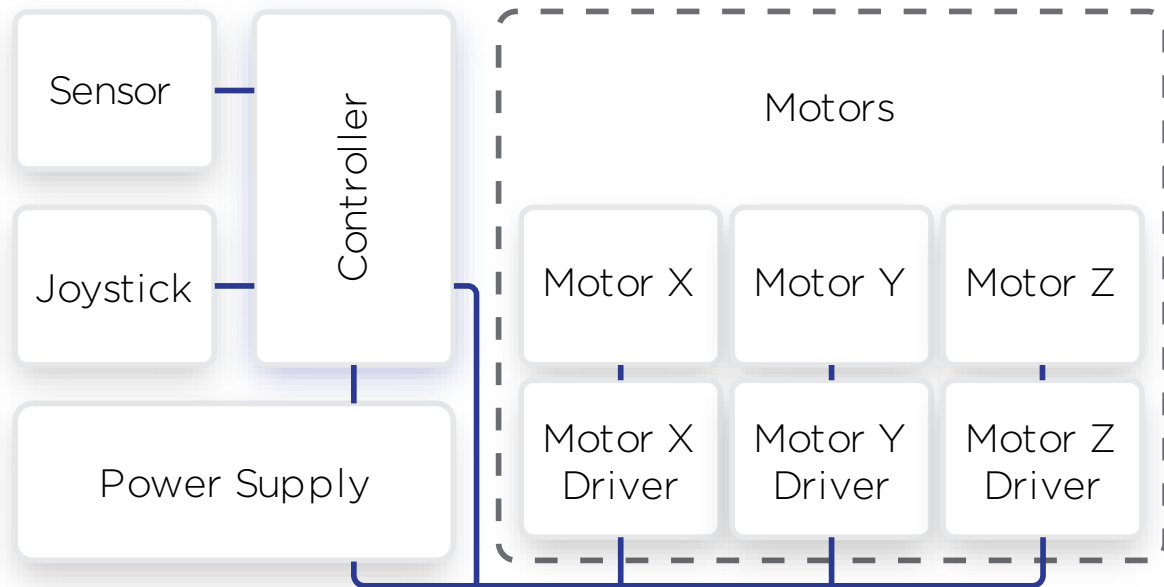 Sensor
Controller
Motors
Joystick
Motor X
Motor Y
Motor Z
Power Supply
Motor X
Driver
Motor Y
Driver
Motor Z
Driver